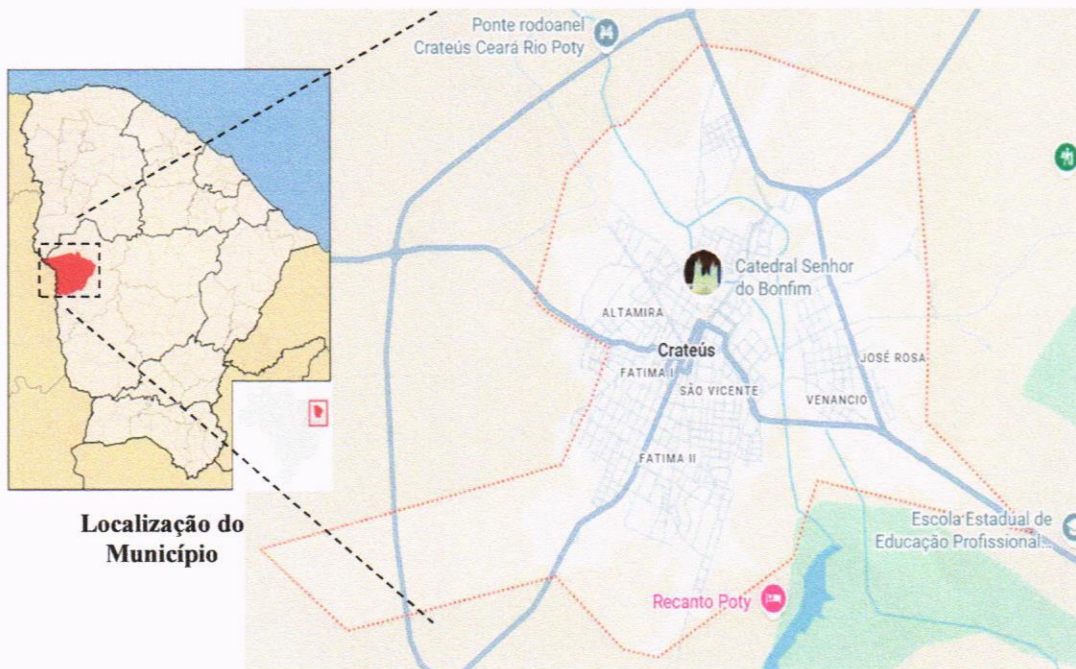 Ponte rodoanel
Crateús Ceará Rio Poty
Catedral Senhor
do Bonfim
ALTAMIRA
Crateús
JOSÉ ROSA
FATIMA I
SÃO VICENTE
VENANCIO
FATIMA II
Localização do
Município
Escola Estadual de
Educação Profissional...
Recanto Poty